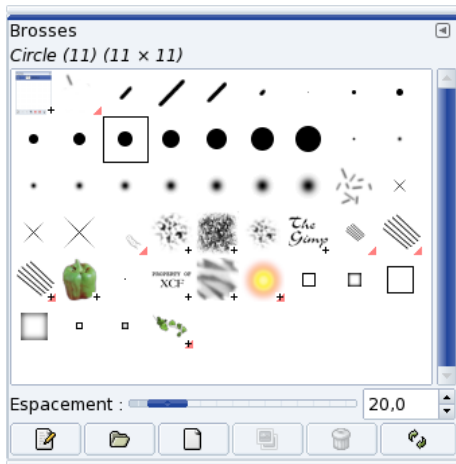 Brosses
Circle (11) (11 × 11)
The
Gimp
PROPERTY OF
XCF
Espacement :
20,0